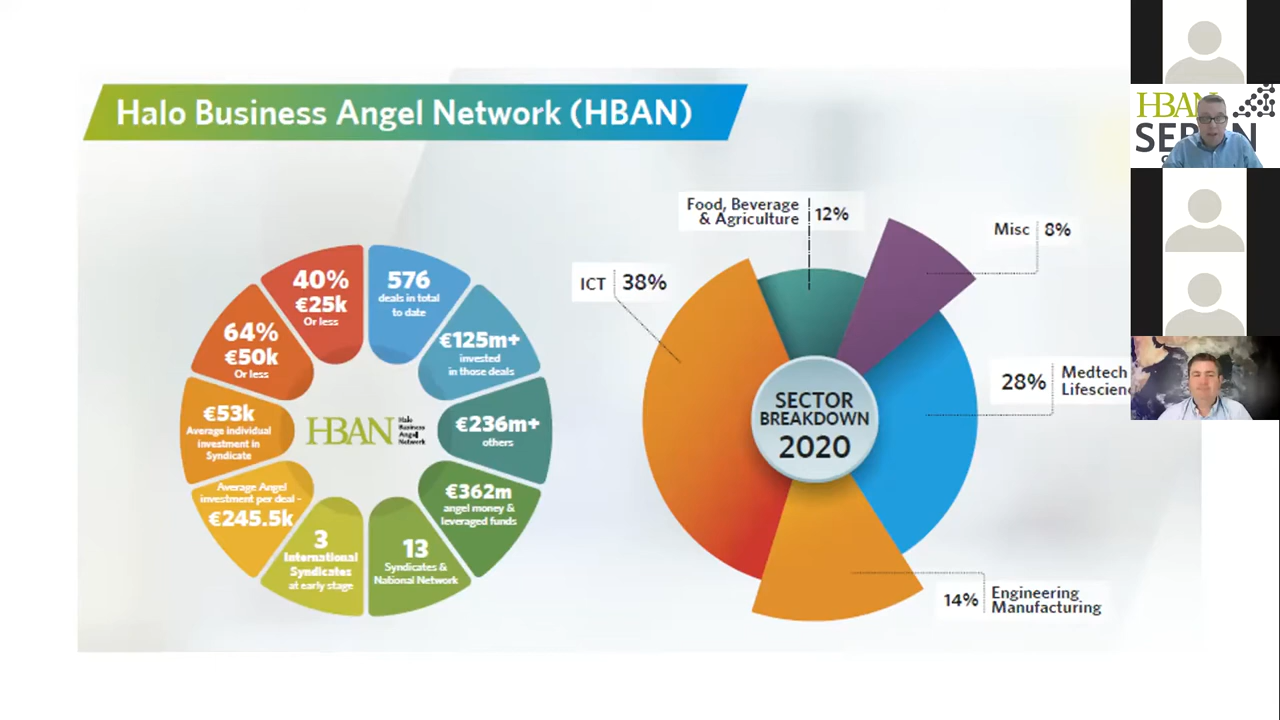 Halo Business Angel Network (HBAN)
40%
€25k
Or less
576
deals in total
to date
64%
€50k
Or less
€125m+
invested
in those deals
€53k
Average individual
investment in
Syndicate
HBAN
Halo
Business
Angel
Network
€236m+
others
Average Angel
investment per deal -
€245.5k
€362m
angel money &
leveraged funds
3
International
Syndicates
at early stage
13
Syndicates &
National Network
Food, Beverage
& Agriculture
12%
Misc 8%
ICT 38%
28%
Medtech
SECTOR
BREAKDOWN
2020
14%
Engineering
Manufacturing
HBAN